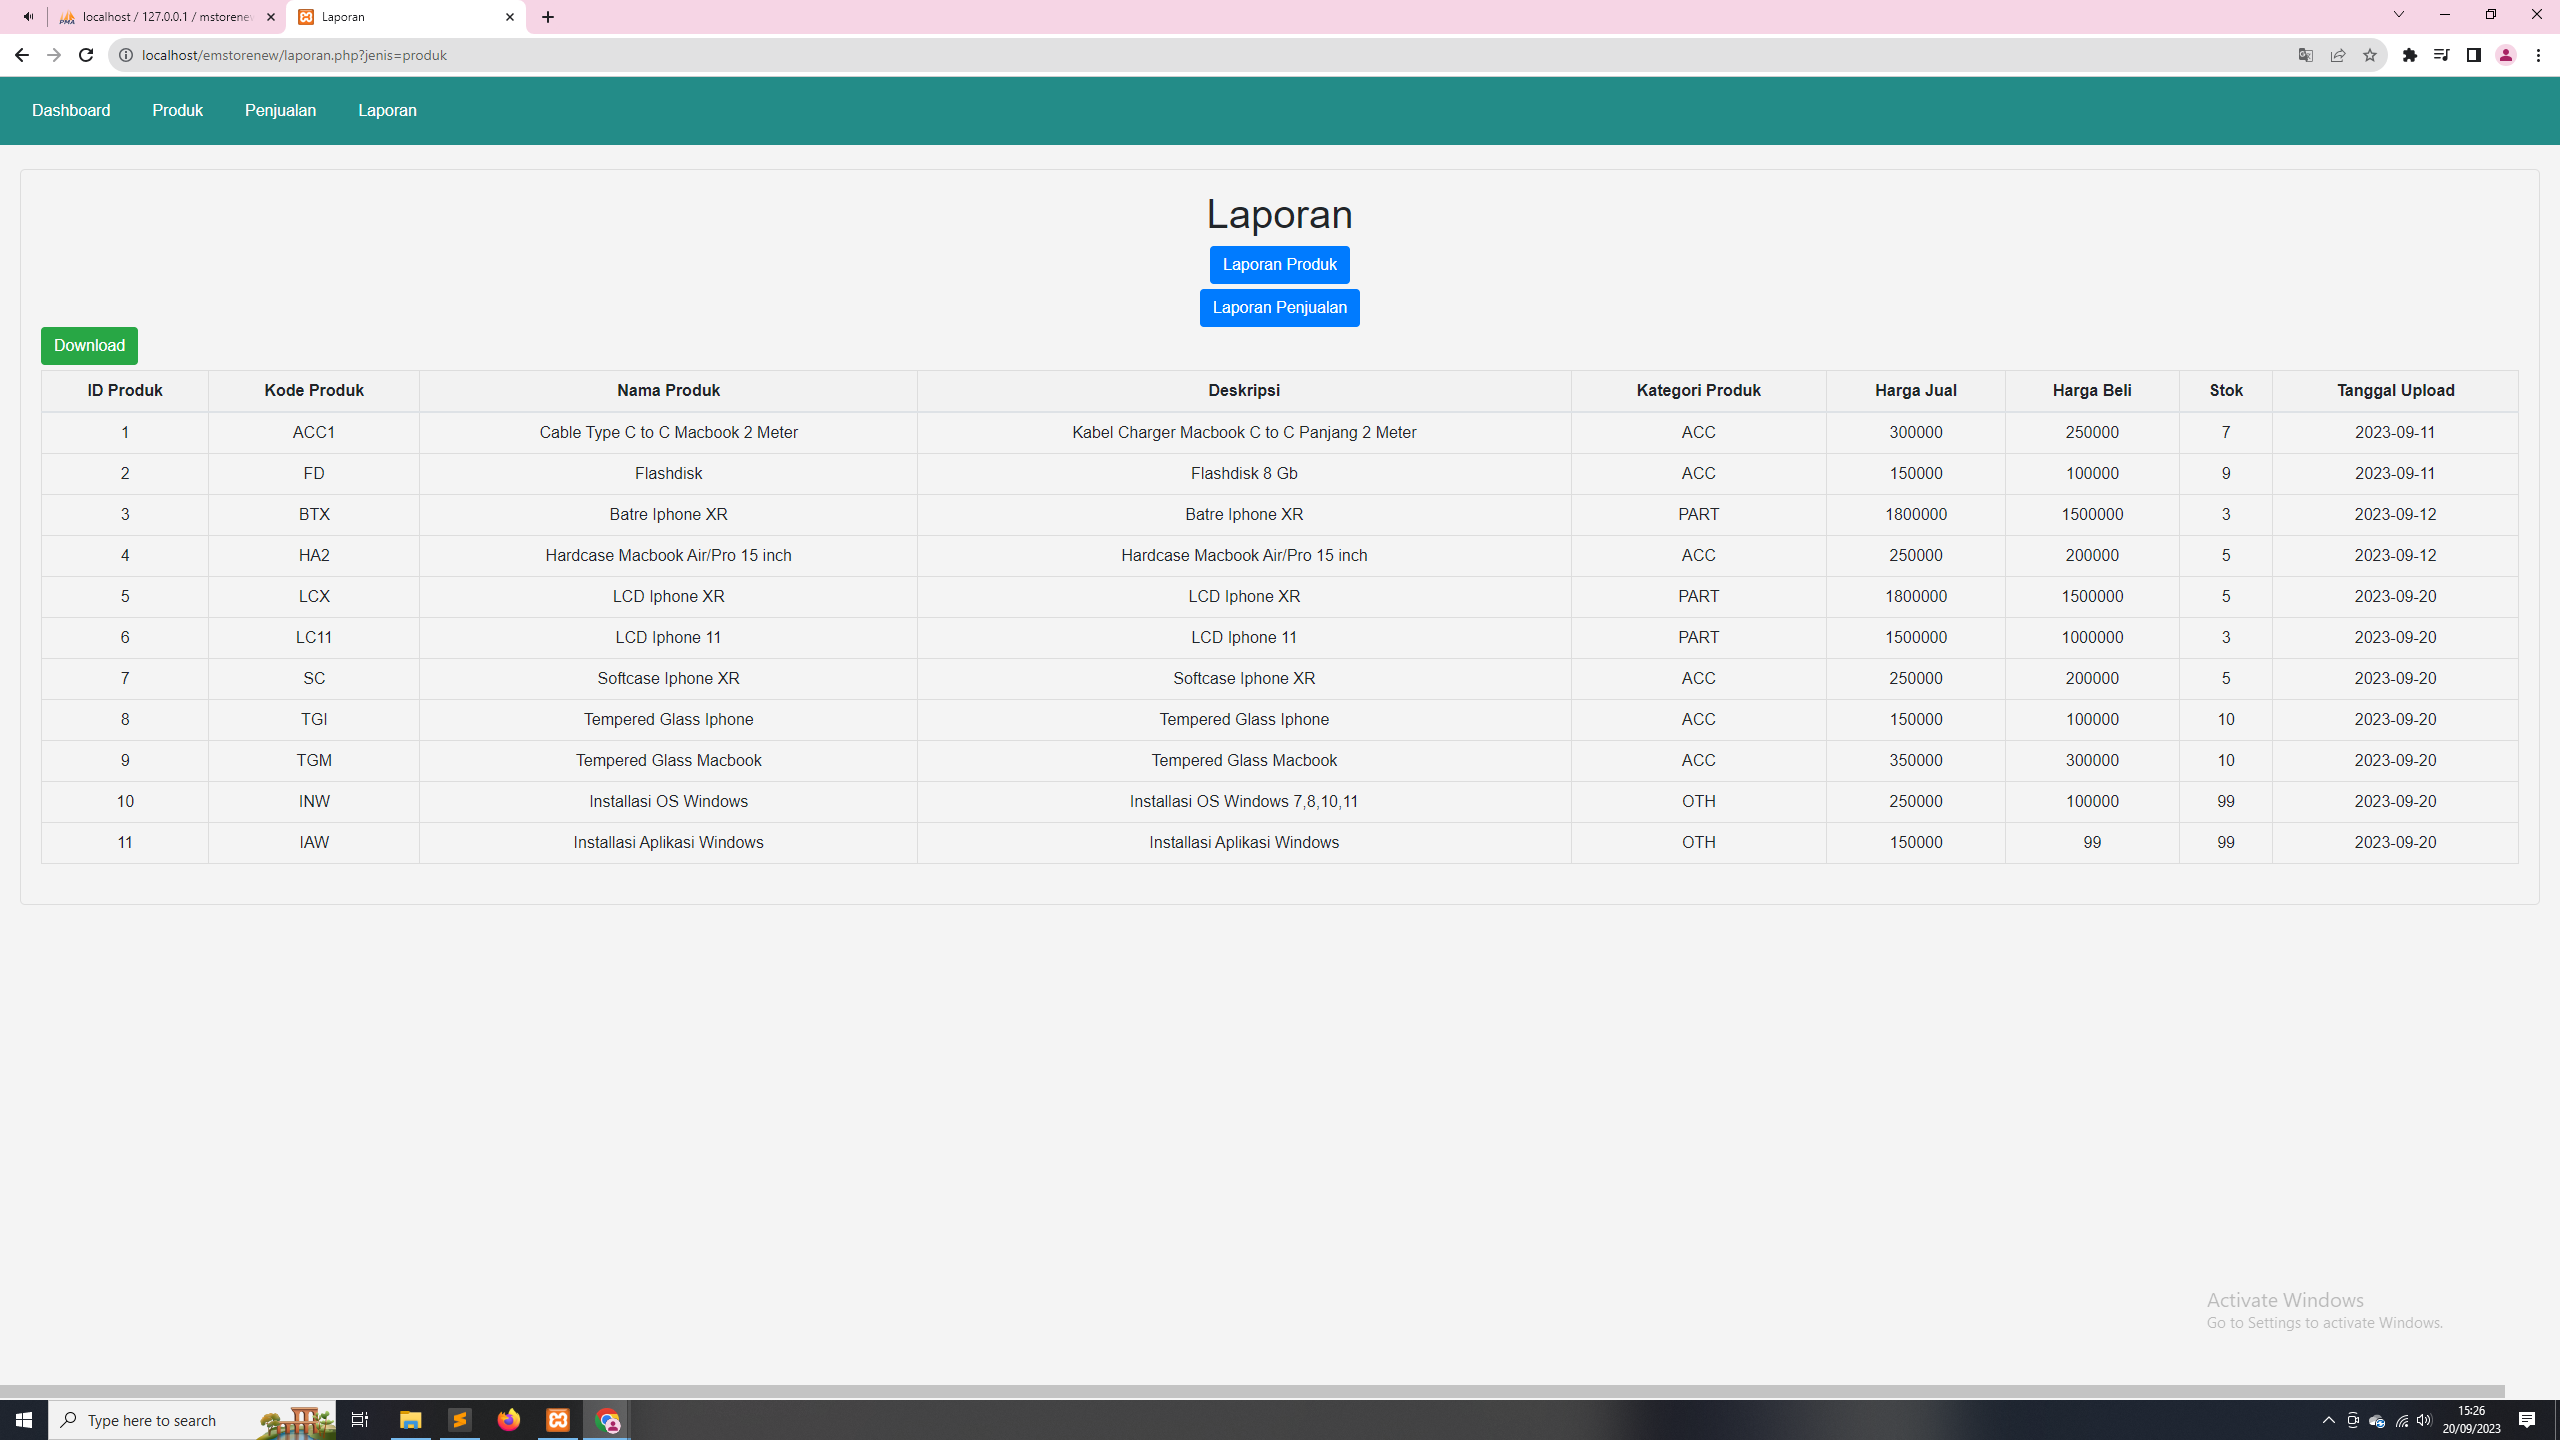 localhost / 127.0.0.1 / mstorene
Laporan
localhost/emstorenew/laporan.php?jenis=produk
Dashboard Produk Penjualan Laporan
Laporan
Laporan Produk
Laporan Penjualan
Download
ID Produk Kode Produk Nama Produk Deskripsi Kategori Produk Harga Jual Harga Beli Stok Tanggal Upload
1 ACC1 Cable Type C to C Macbook 2 Meter Kabel Charger Macbook C to C Panjang 2 Meter ACC 300000 250000 7 2023-09-11
2 FD Flashdisk Flashdisk 8 Gb ACC 150000 100000 9 2023-09-11
3 BTX Batre Iphone XR Batre Iphone XR PART 1800000 1500000 3 2023-09-12
4 HA2 Hardcase Macbook Air/Pro 15 inch Hardcase Macbook Air/Pro 15 inch ACC 250000 200000 5 2023-09-12
5 LCX LCD Iphone XR LCD Iphone XR PART 1800000 1500000 5 2023-09-20
6 LC11 LCD Iphone 11 LCD Iphone 11 PART 1500000 1000000 3 2023-09-20
7 SC Softcase Iphone XR Softcase Iphone XR ACC 250000 200000 5 2023-09-20
8 TGI Tempered Glass Iphone Tempered Glass Iphone ACC 150000 100000 10 2023-09-20
9 TGM Tempered Glass Macbook Tempered Glass Macbook ACC 350000 300000 10 2023-09-20
10 INW Installasi OS Windows Installasi OS Windows 7,8,10,11 OTH 250000 100000 99 2023-09-20
11 IAW Installasi Aplikasi Windows Installasi Aplikasi Windows OTH 150000 99 99 2023-09-20
Activate Windows
Go to Settings to activate Windows.
Type here to search
15:26
20/09/2023